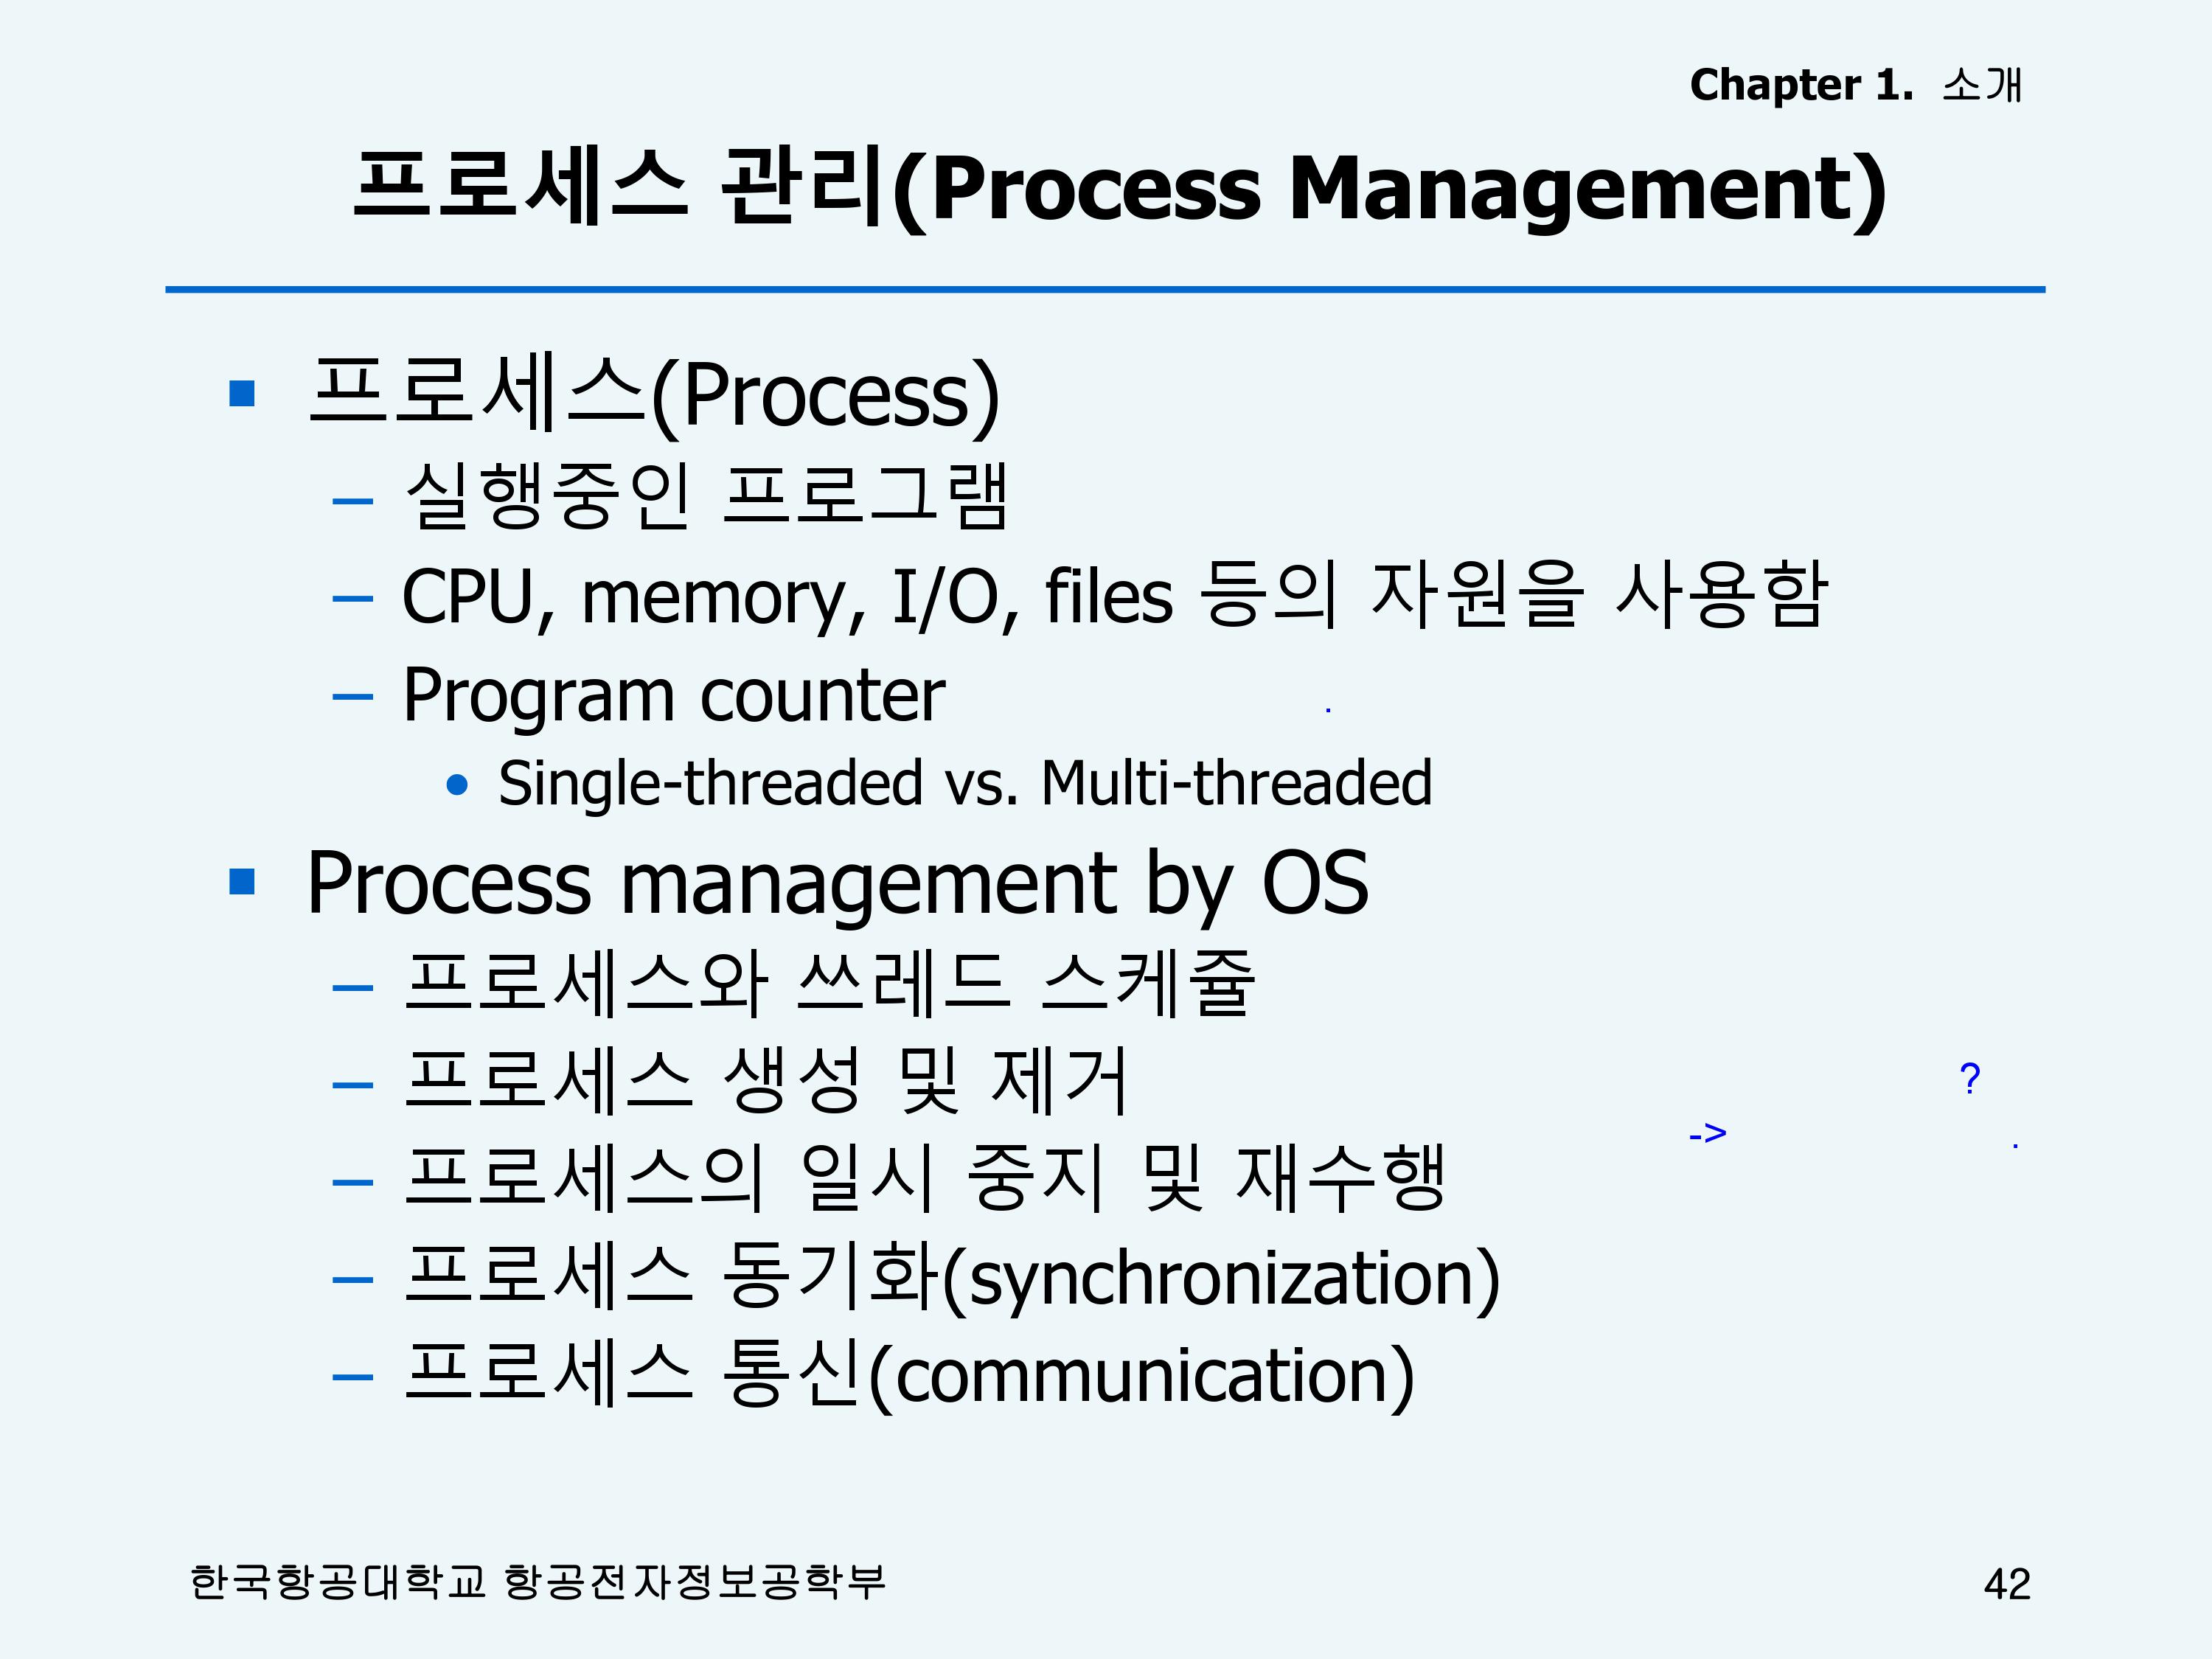 Chapter 1. 소개
프로세스 관리(Process Management)
▪ 프로세스(Process)
– 실행중인 프로그램
– CPU, memory, I/O, files 등의 자원을 사용함
– Program counter
.
• Single-threaded vs. Multi-threaded
▪ Process management by OS
– 프로세스와 쓰레드 스케쥴
– 프로세스 생성 및 제거
?
-> .
– 프로세스의 일시 중지 및 재수행
– 프로세스 동기화(synchronization)
– 프로세스 통신(communication)
한국항공대학교 항공전자정보공학부
42